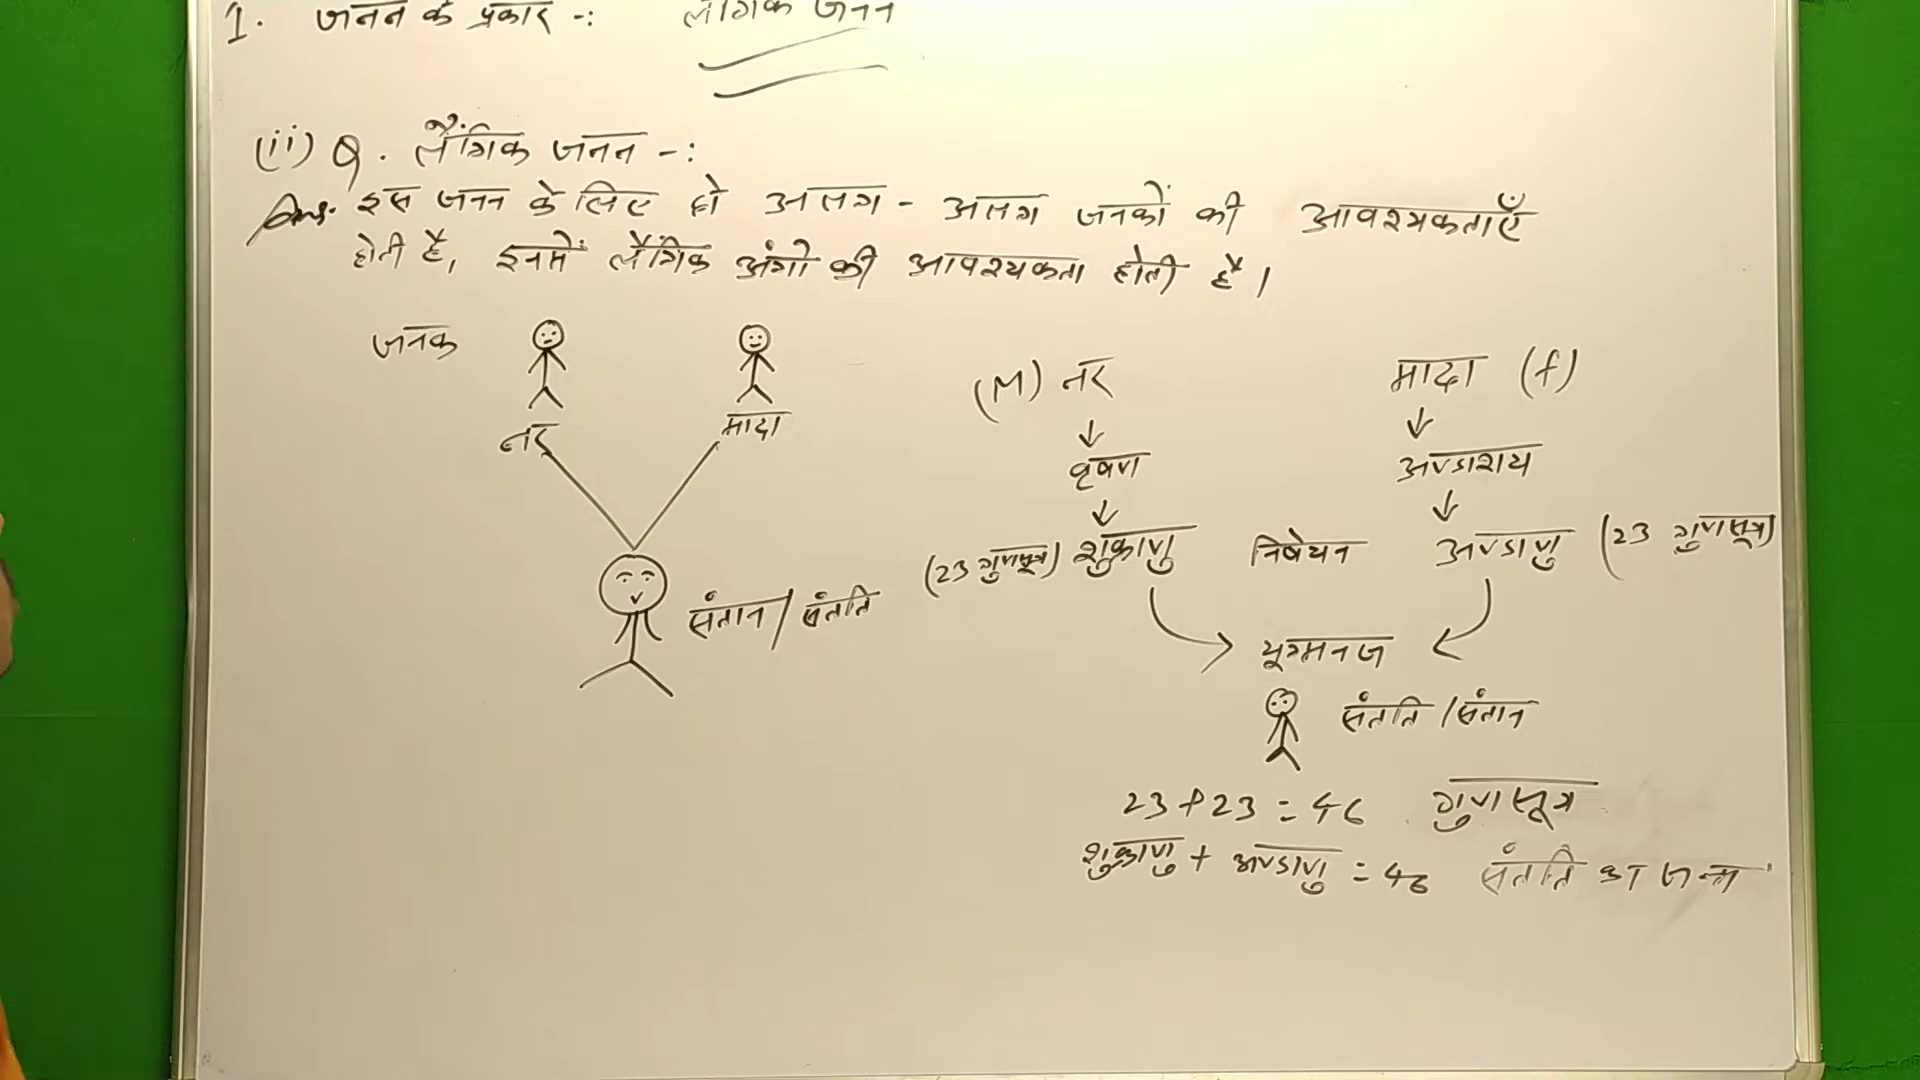 1. जनन के प्रकार -: लैंगिक जनन
(ii) Q. लैंगिक जनन -:
Ans. इस जनन के लिए दो अलग - अलग जनकों की आवश्यकताएँ
होती है, इनमें लैंगिक अंगो की आवश्यकता होती है।
जनक
नर
मादा
संतान/संतति
(M) नर
मादा (f)
वृषण
अण्डाशय
(23 गुणसूत्र) शुक्राणु निषेचन अण्डाणु (23 गुणसूत्र)
युग्मनज
संतति/संतान
23+23=46 गुणसूत्र
शुक्राणु + अण्डाणु = 46 संतति का जन्म